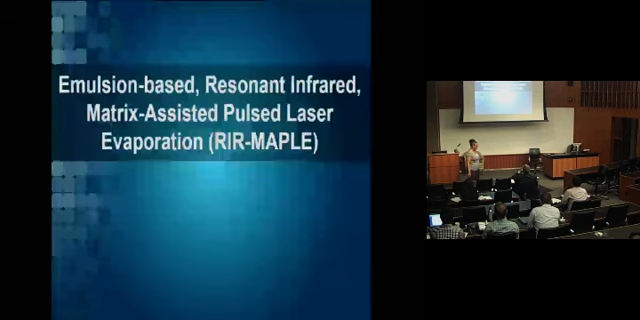 Emulsion-based, Resonant Infrared,
Matrix-Assisted Pulsed Laser
Evaporation (RIR-MAPLE)